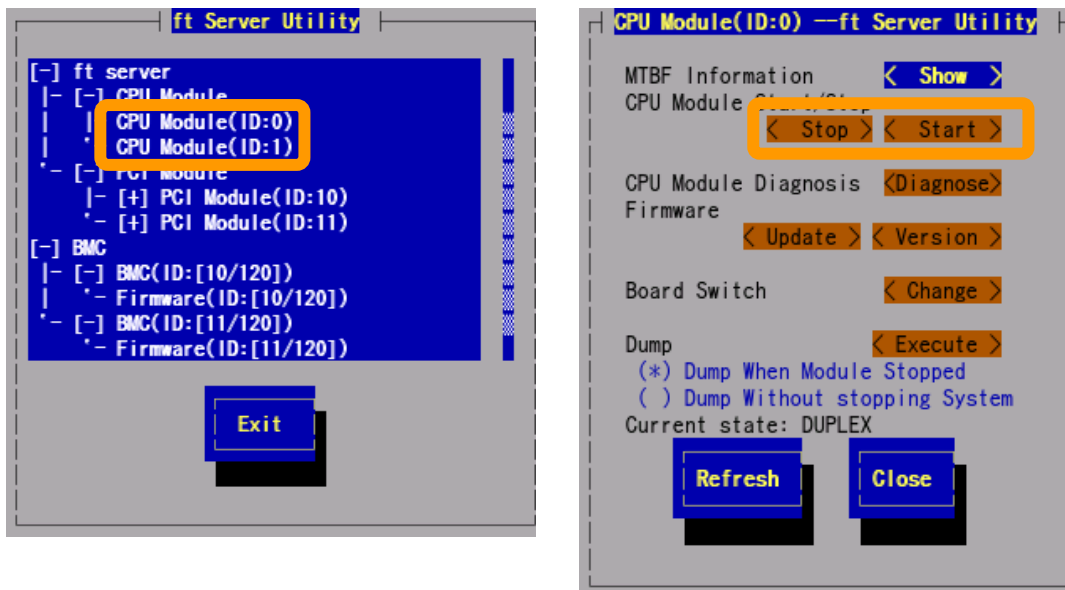 ft Server Utility
[-] ft server
|- [-] CPU Module
| | CPU Module(ID:0)
| '  CPU Module(ID:1)
'- [-] PCI Module
|- [+] PCI Module(ID:10)
'- [+] PCI Module(ID:11)
[-] BMC
|- [-] BMC(ID:[10/120])
| '- Firmware(ID:[10/120])
'- [-] BMC(ID:[11/120])
'- Firmware(ID:[11/120])
Exit
CPU Module(ID:0) --ft Server Utility
MTBF Information < Show >
CPU Module Start/Stop
< Stop > < Start >
CPU Module Diagnosis <Diagnose>
Firmware
< Update > < Version >
Board Switch < Change >
Dump < Execute >
(*) Dump When Module Stopped
( ) Dump Without stopping System
Current state: DUPLEX
Refresh Close